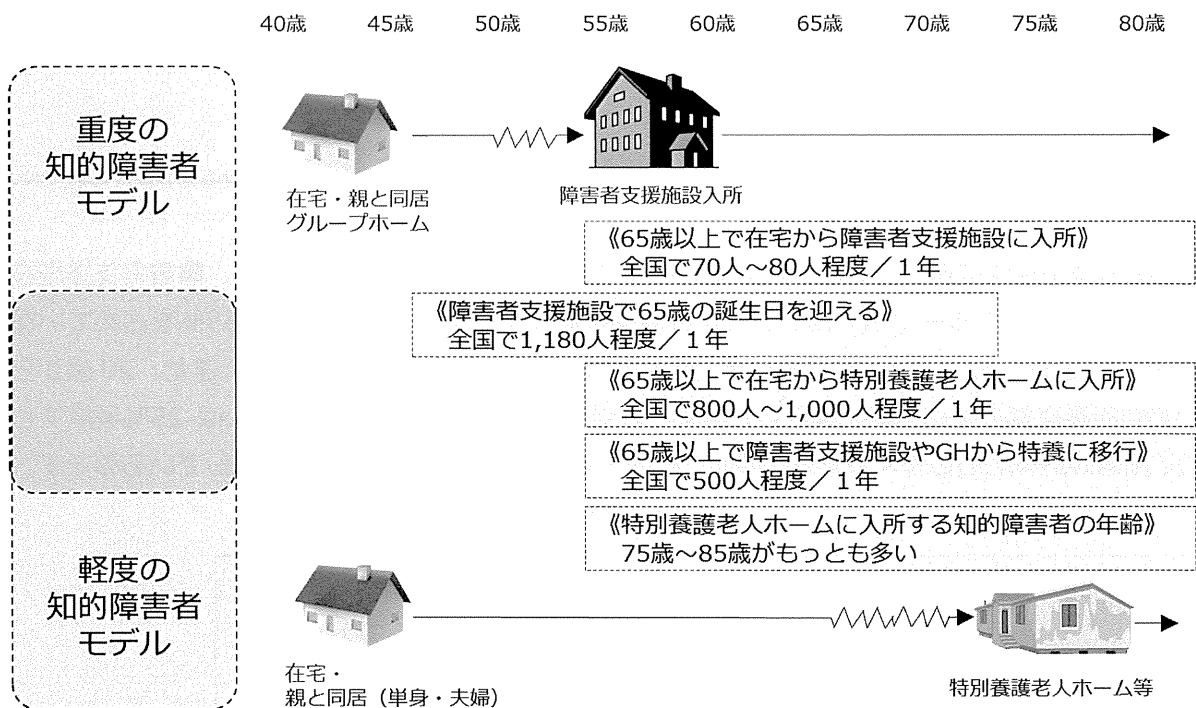 40歳 45歳 50歳 55歳 60歳 65歳 70歳 75歳 80歳
重度の
知的障害者
モデル
在宅・親と同居
グループホーム
障害者支援施設入所
《65歳以上で在宅から障害者支援施設に入所》
全国で70人～80人程度／１年
《障害者支援施設で65歳の誕生日を迎える》
全国で1,180人程度／１年
《65歳以上で在宅から特別養護老人ホームに入所》
全国で800人～1,000人程度／１年
《65歳以上で障害者支援施設やGHから特養に移行》
全国で500人程度／１年
《特別養護老人ホームに入所する知的障害者の年齢》
75歳～85歳がもっとも多い
軽度の
知的障害者
モデル
在宅・
親と同居（単身・夫婦）
特別養護老人ホーム等